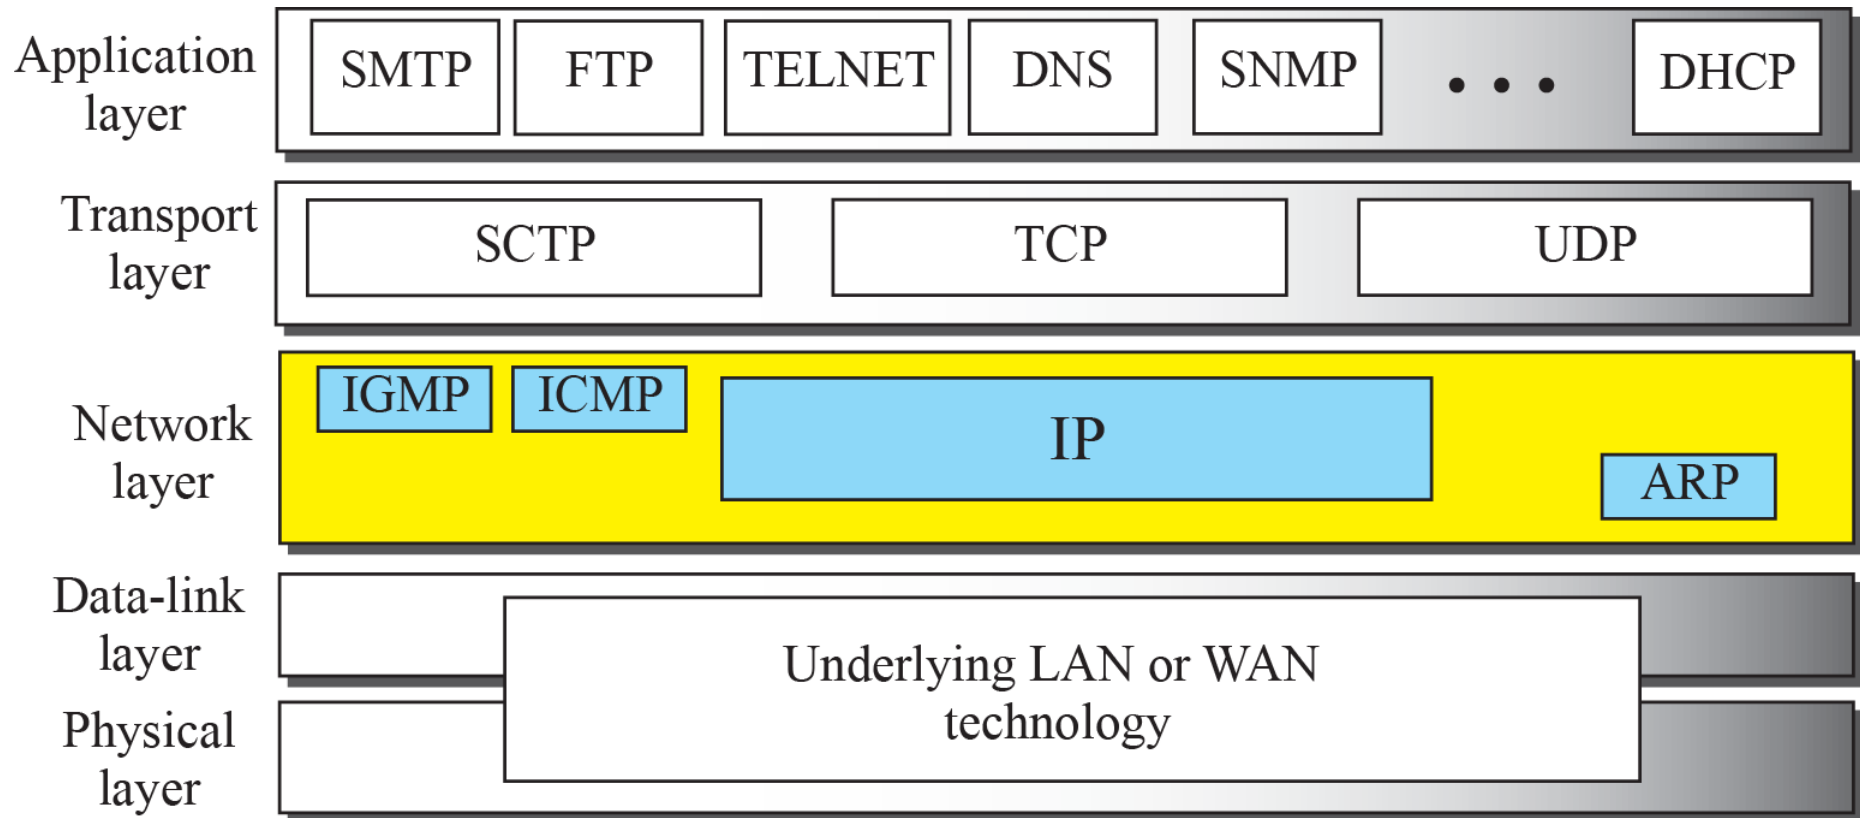 Application
layer
SMTP
FTP
TELNET
DNS
SNMP
• • •
DHCP
Transport
layer
SCTP
TCP
UDP
Network
layer
IGMP
ICMP
IP
ARP
Data-link
layer
Physical
layer
Underlying LAN or WAN
technology